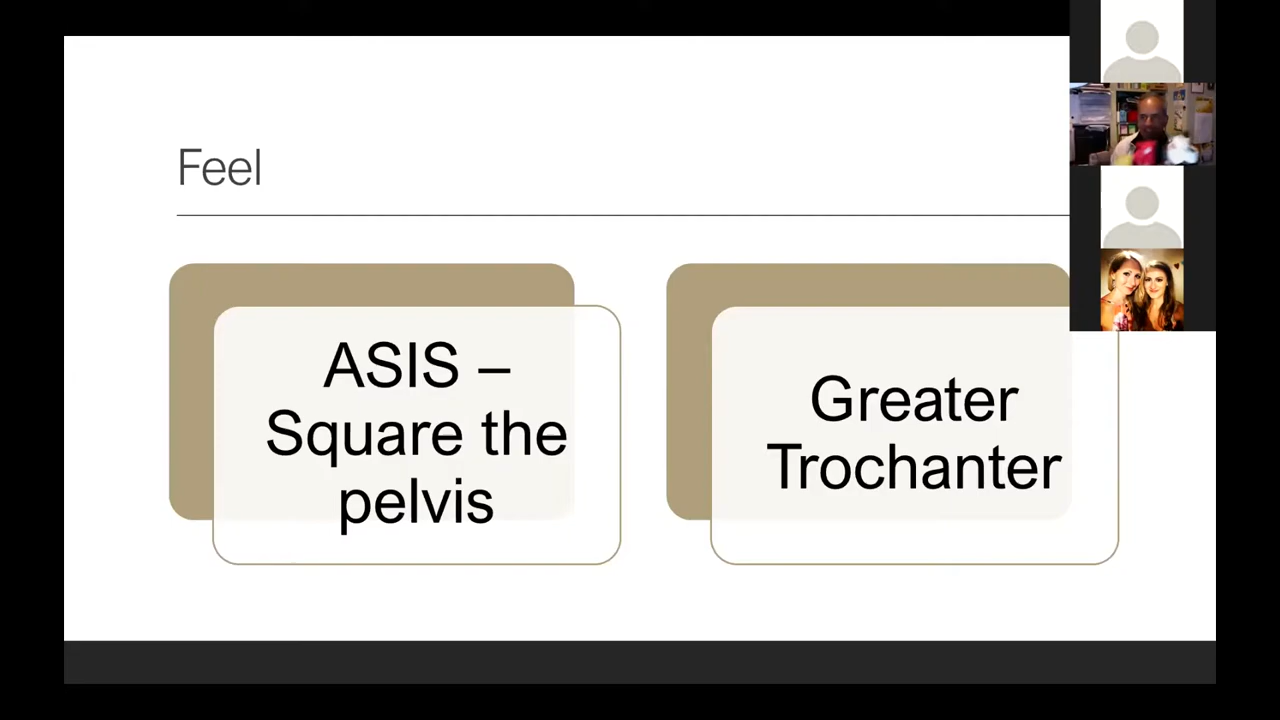 Feel
ASIS –
Square the
pelvis
Greater
Trochanter